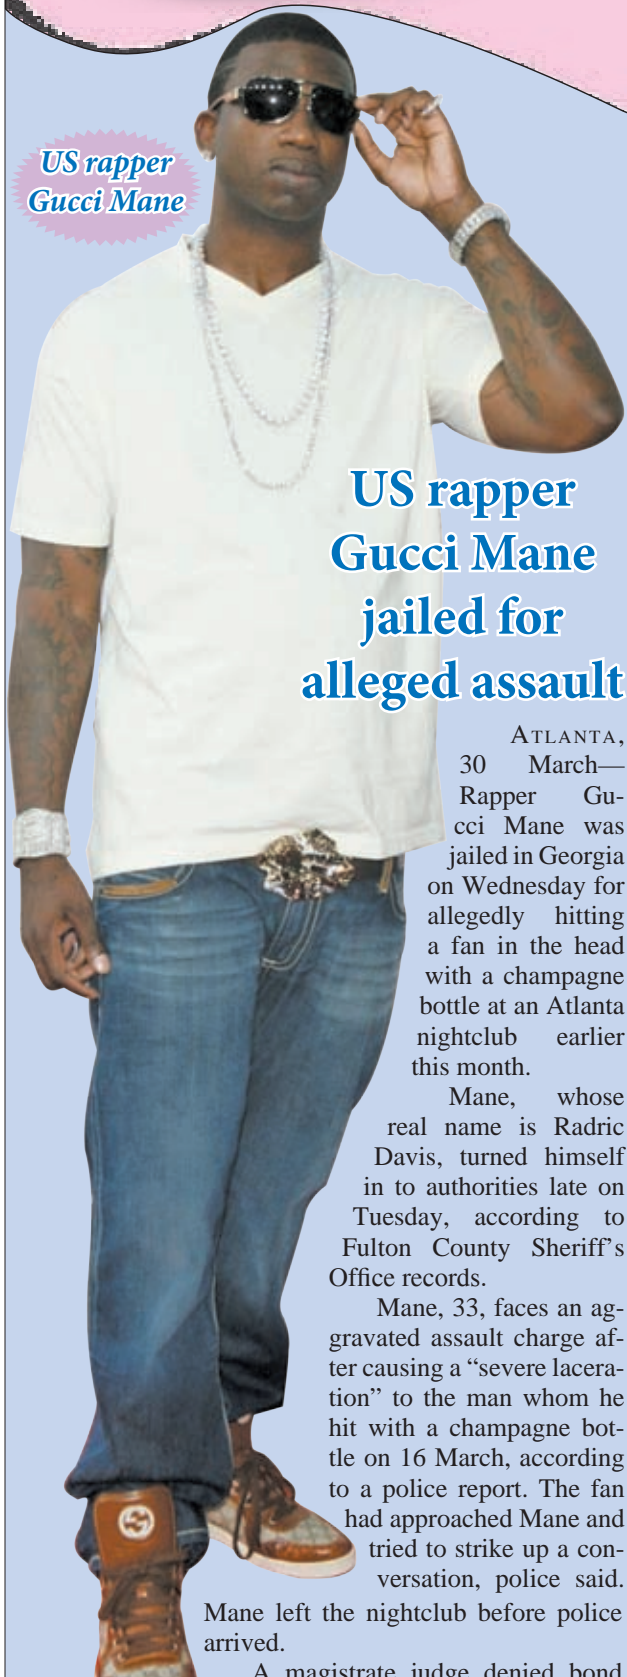 US rapper
Gucci Mane
US rapper
Gucci Mane
jailed for
alleged assault
ATLANTA,
30 March—
Rapper Gu-
cci Mane was
jailed in Georgia
on Wednesday for
allegedly hitting
a fan in the head
with a champagne
bottle at an Atlanta
nightclub earlier
this month.
Mane, whose
real name is Radric
Davis, turned himself
in to authorities late on
Tuesday, according to
Fulton County Sheriff’s
Office records.
Mane, 33, faces an ag-
gravated assault charge af-
ter causing a “severe lacera-
tion” to the man whom he
hit with a champagne bot-
tle on 16 March, according
to a police report. The fan
had approached Mane and
tried to strike up a con-
versation, police said.
Mane left the nightclub before police
arrived.
A magistrate judge denied bond